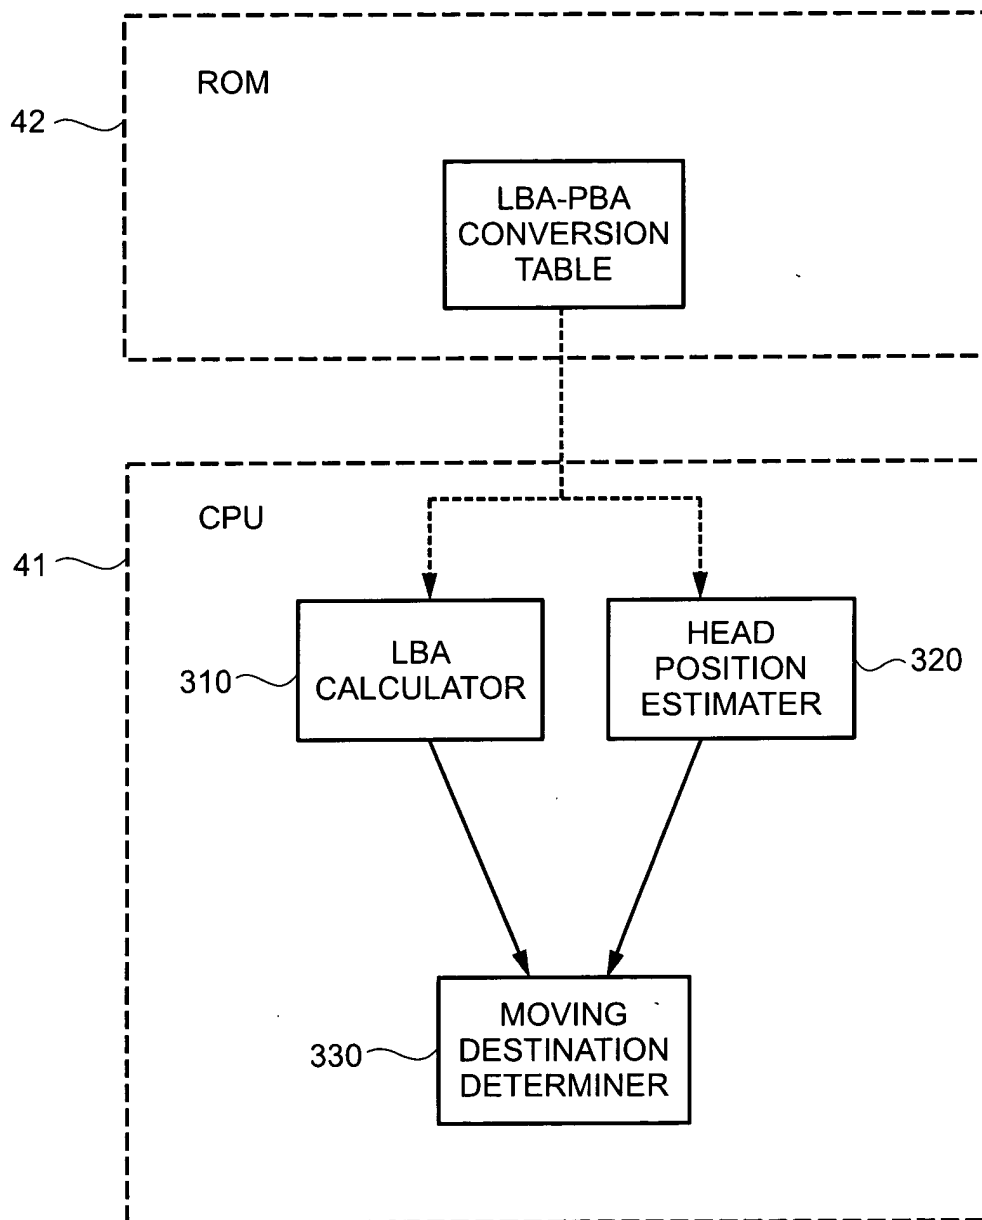 ROM
42
LBA-PBA
CONVERSION
TABLE
CPU
41
LBA
CALCULATOR
310
HEAD
POSITION
ESTIMATER
320
MOVING
DESTINATION
DETERMINER
330